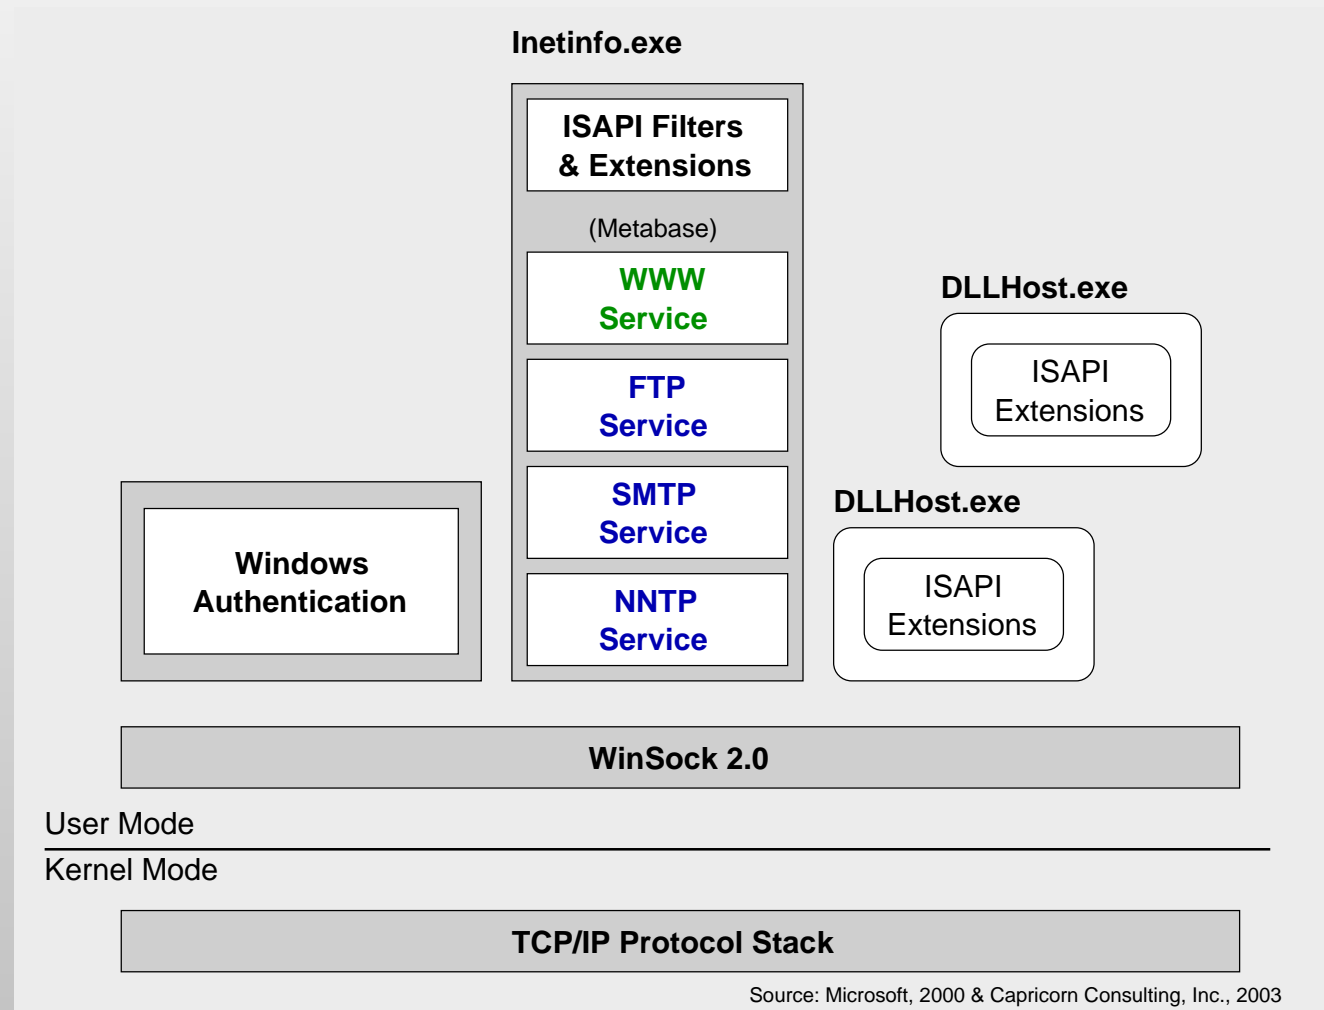 Inetinfo.exe
ISAPI Filters
& Extensions
(Metabase)
WWW
Service
FTP
Service
SMTP
Service
NNTP
Service
DLLHost.exe
ISAPI
Extensions
DLLHost.exe
ISAPI
Extensions
Windows
Authentication
WinSock 2.0
User Mode
Kernel Mode
TCP/IP Protocol Stack
Source: Microsoft, 2000 & Capricorn Consulting, Inc., 2003